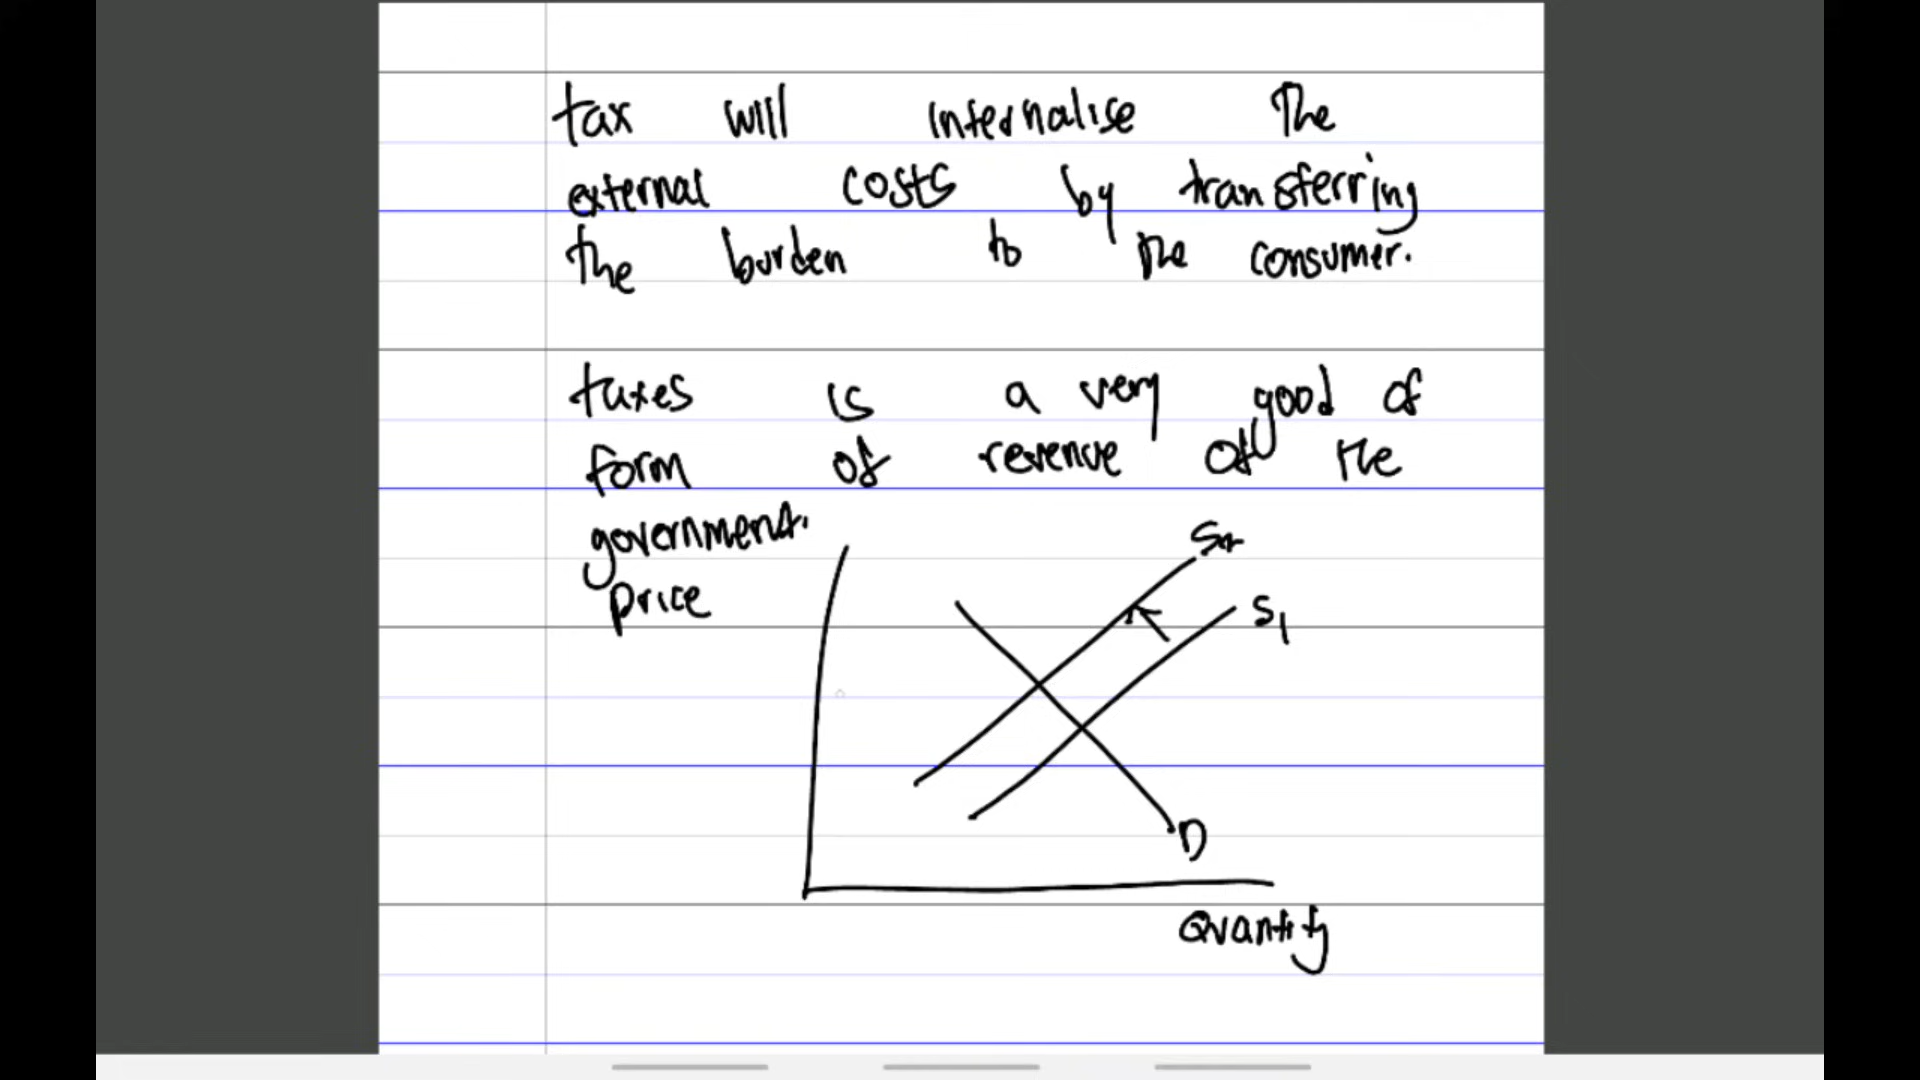 tax will internalise the
external costs by transferring
the burden to the consumer.
taxes is a very good of
form of revenue of the
government.
price
S2
S1
D
Quantity